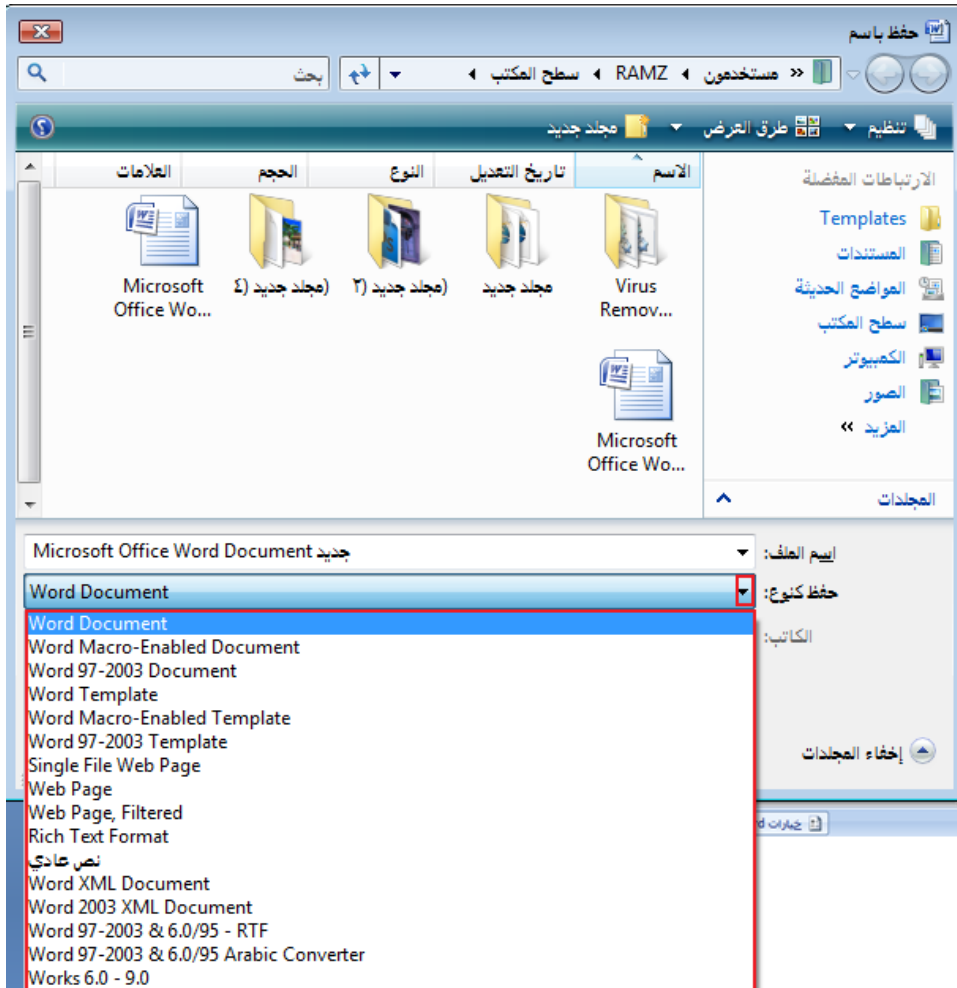 حفظ باسم
« مستخدمون ‏RAMZ سطح المكتب
بحث
تنظيم طرق العرض مجلد جديد
الارتباطات المفضلة
Templates
المستندات
المواضع الحديثة
سطح المكتب
الكمبيوتر
الصور
المزيد »
المجلدات
الاسم تاريخ التعديل النوع الحجم العلامات
Virus
Remov...
مجلد جديد
(مجلد جديد (٢
(مجلد جديد (٤
Microsoft
Office Wo...
Microsoft
Office Wo...
اسم الملف: جديد Microsoft Office Word Document
حفظ كنوع: Word Document
الكاتب:
Word Document
Word Macro-Enabled Document
Word 97-2003 Document
Word Template
Word Macro-Enabled Template
Word 97-2003 Template
Single File Web Page
Web Page
Web Page, Filtered
Rich Text Format
نص عادي
Word XML Document
Word 2003 XML Document
Word 97-2003 & 6.0/95 - RTF
Word 97-2003 & 6.0/95 Arabic Converter
Works 6.0 - 9.0
إخفاء المجلدات
خيارات